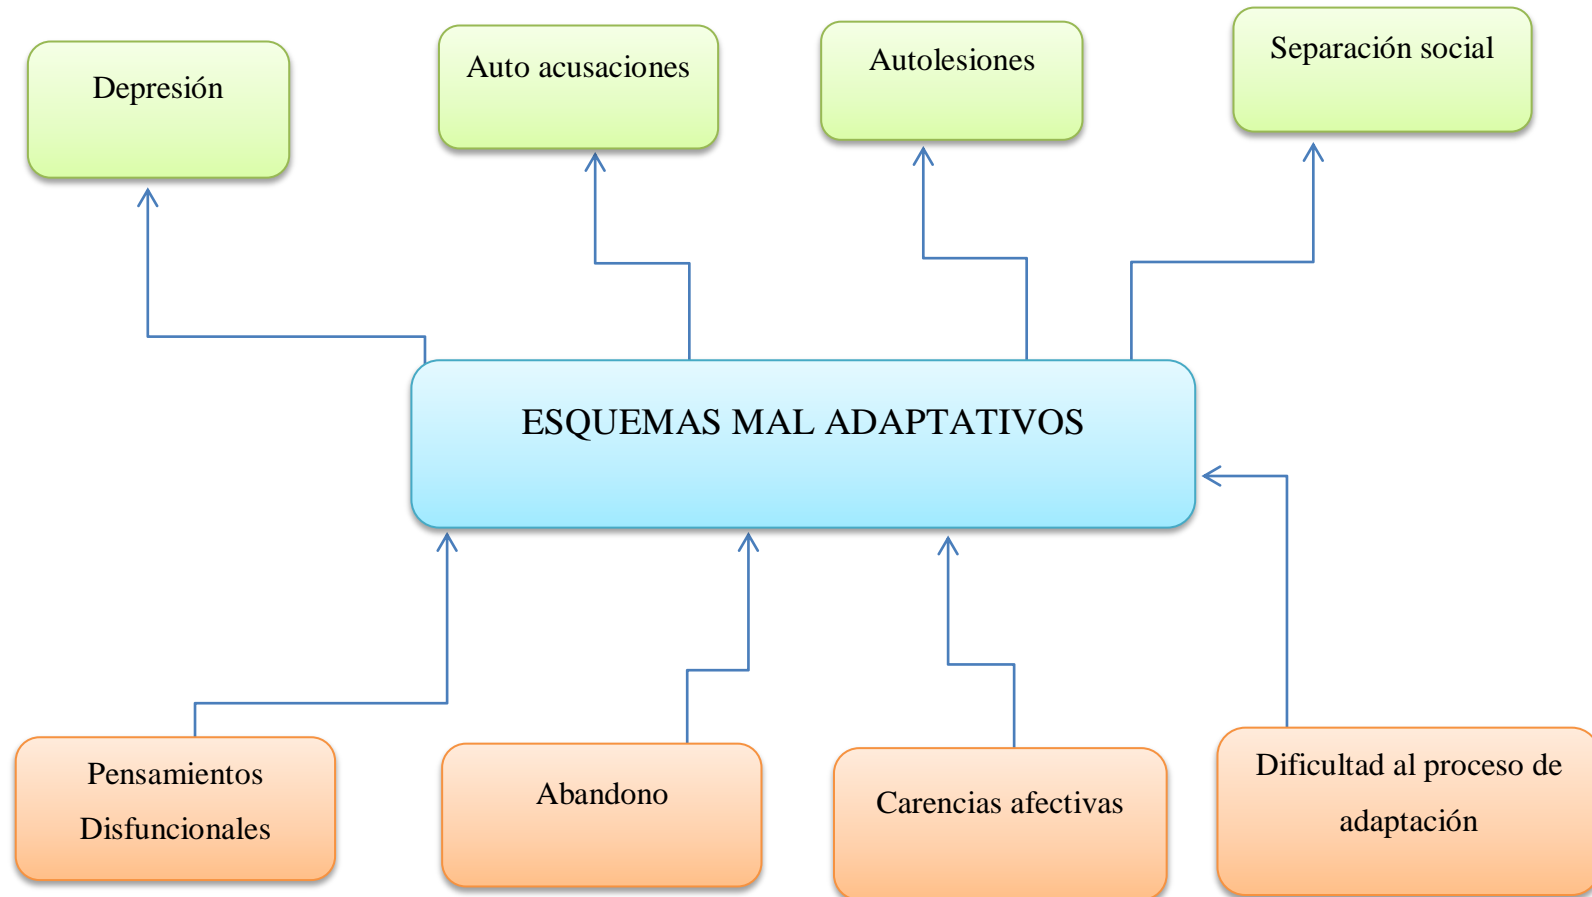 Depresión
Auto acusaciones
Autolesiones
Separación social
ESQUEMAS MAL ADAPTATIVOS
Pensamientos
Disfuncionales
Abandono
Carencias afectivas
Dificultad al proceso de
adaptación